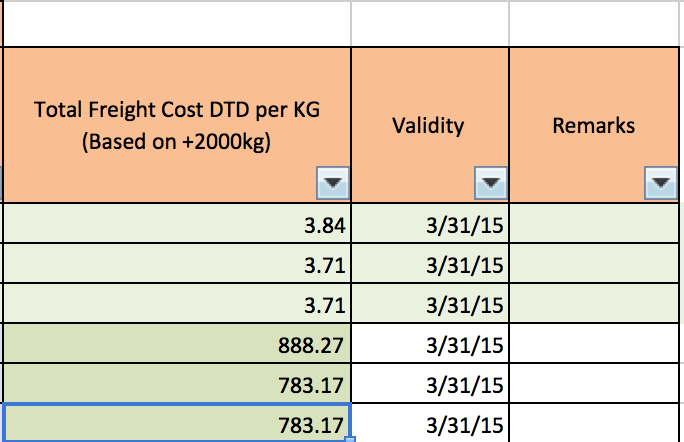 Total Freight Cost DTD per KG
(Based on +2000kg)
Validity
Remarks
3.84 3/31/15
3.71 3/31/15
3.71 3/31/15
888.27 3/31/15
783.17 3/31/15
783.17 3/31/15